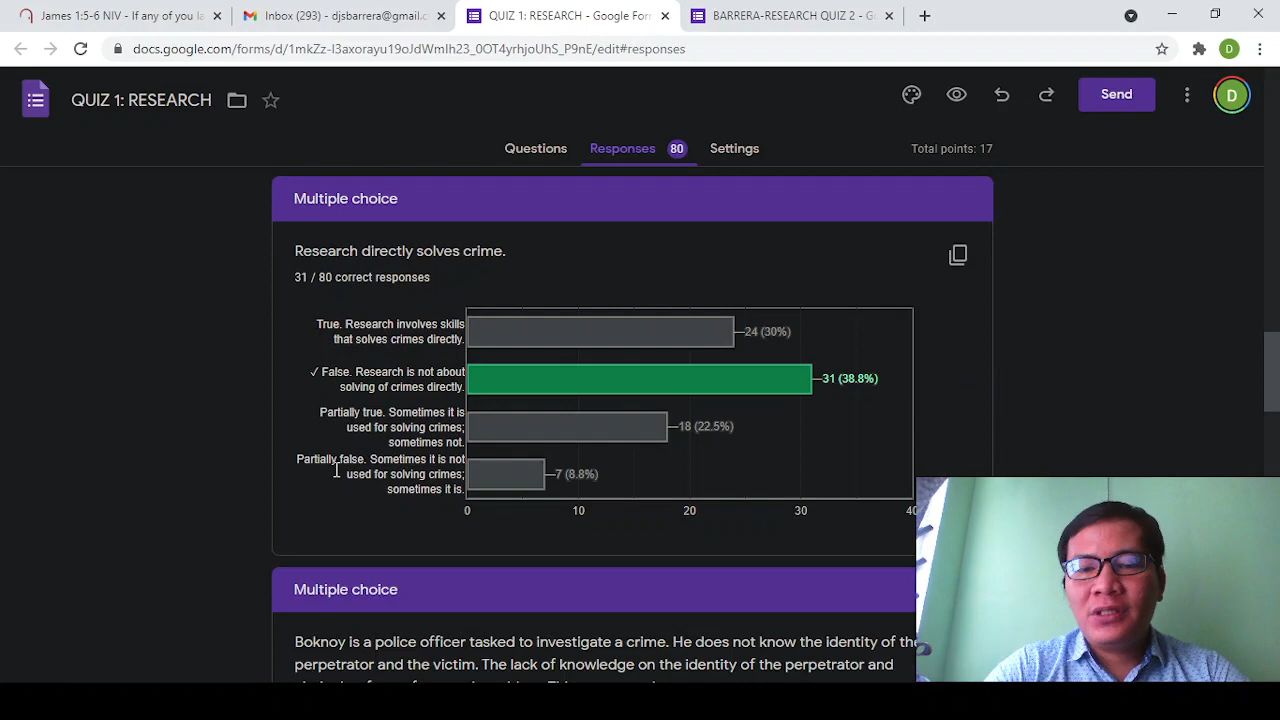 James 1:5-6 NIV - If any of you la
Inbox (293) - djsbarrera@gmail.c
QUIZ 1: RESEARCH - Google Form
BARRERA-RESEARCH QUIZ 2 - Go
docs.google.com/forms/d/1mkZz-I3axorayu19oJdWmIh23_0OT4yrhjoUhS_P9nE/edit#responses
D
QUIZ 1: RESEARCH
Send
D
Questions
Responses 80
Settings
Total points: 17
Multiple choice
Research directly solves crime.
31 / 80 correct responses
True. Research involves skills
that solves crimes directly.
24 (30%)
✓ False. Research is not about
solving of crimes directly.
31 (38.8%)
Partially true. Sometimes it is
used for solving crimes;
sometimes not.
18 (22.5%)
Partially false. Sometimes it is not
used for solving crimes;
sometimes it is.
7 (8.8%)
0 10 20 30 40
Multiple choice
Boknoy is a police officer tasked to investigate a crime. He does not know the identity of the
perpetrator and the victim. The lack of knowledge on the identity of the perpetrator and